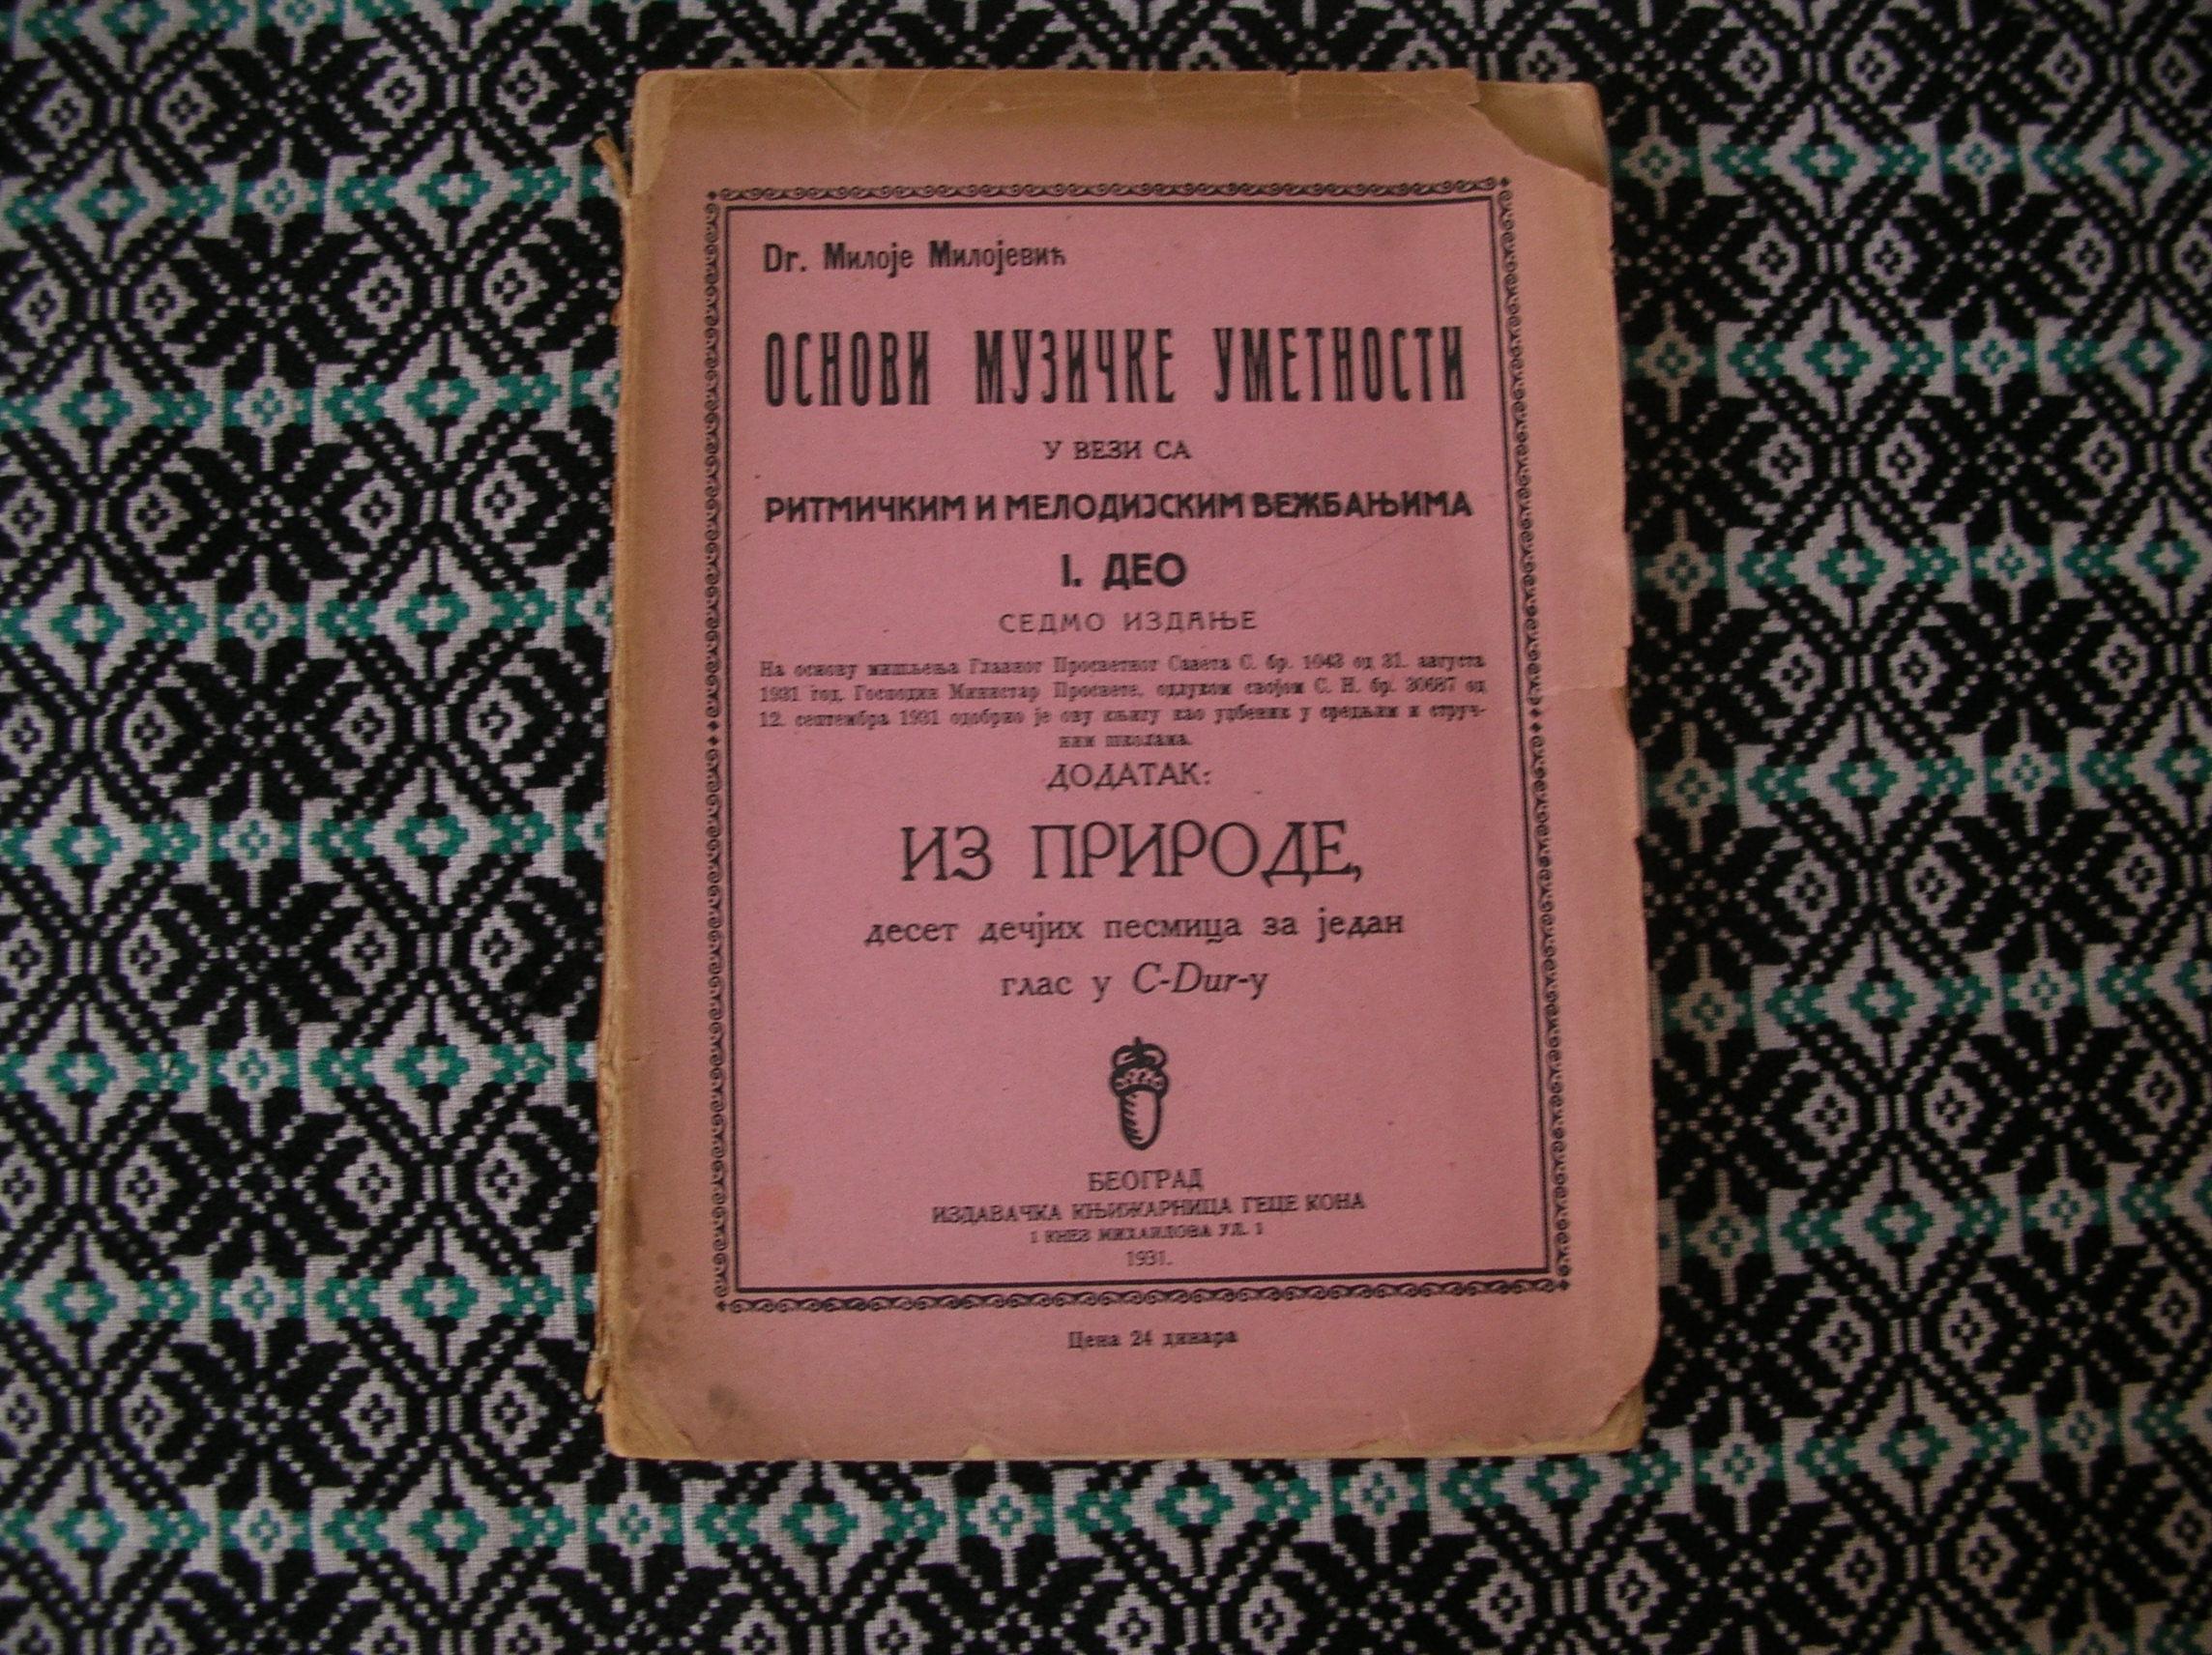 Dr. Милоје Милојевић
ОСНОВИ МУЗИЧКЕ УМЕТНОСТИ
У ВЕЗИ СА
РИТМИЧКИМ И МЕЛОДИЈСКИМ ВЕЖБАЊИМА
I. ДЕО
СЕДМО ИЗДАЊЕ
На основу мишљења Главног Просветног Савета С. бр. 1043 од 31. августа
1931 год. Господин Министар Просвете, одлуком својом С. Н. бр. 30687 од
12. септембра 1931 одобрио је ову књигу као уџбеник у средњим и струч-
ним школама.
ДОДАТАК:
ИЗ ПРИРОДЕ,
десет дечјих песмица за један
глас у C-Dur-у
БЕОГРАД
ИЗДАВАЧКА КЊИЖАРНИЦА ГЕЦЕ КОНА
1 КНЕЗ МИХАИЛОВА УЛ. 1
1931.
Цена 24 динара